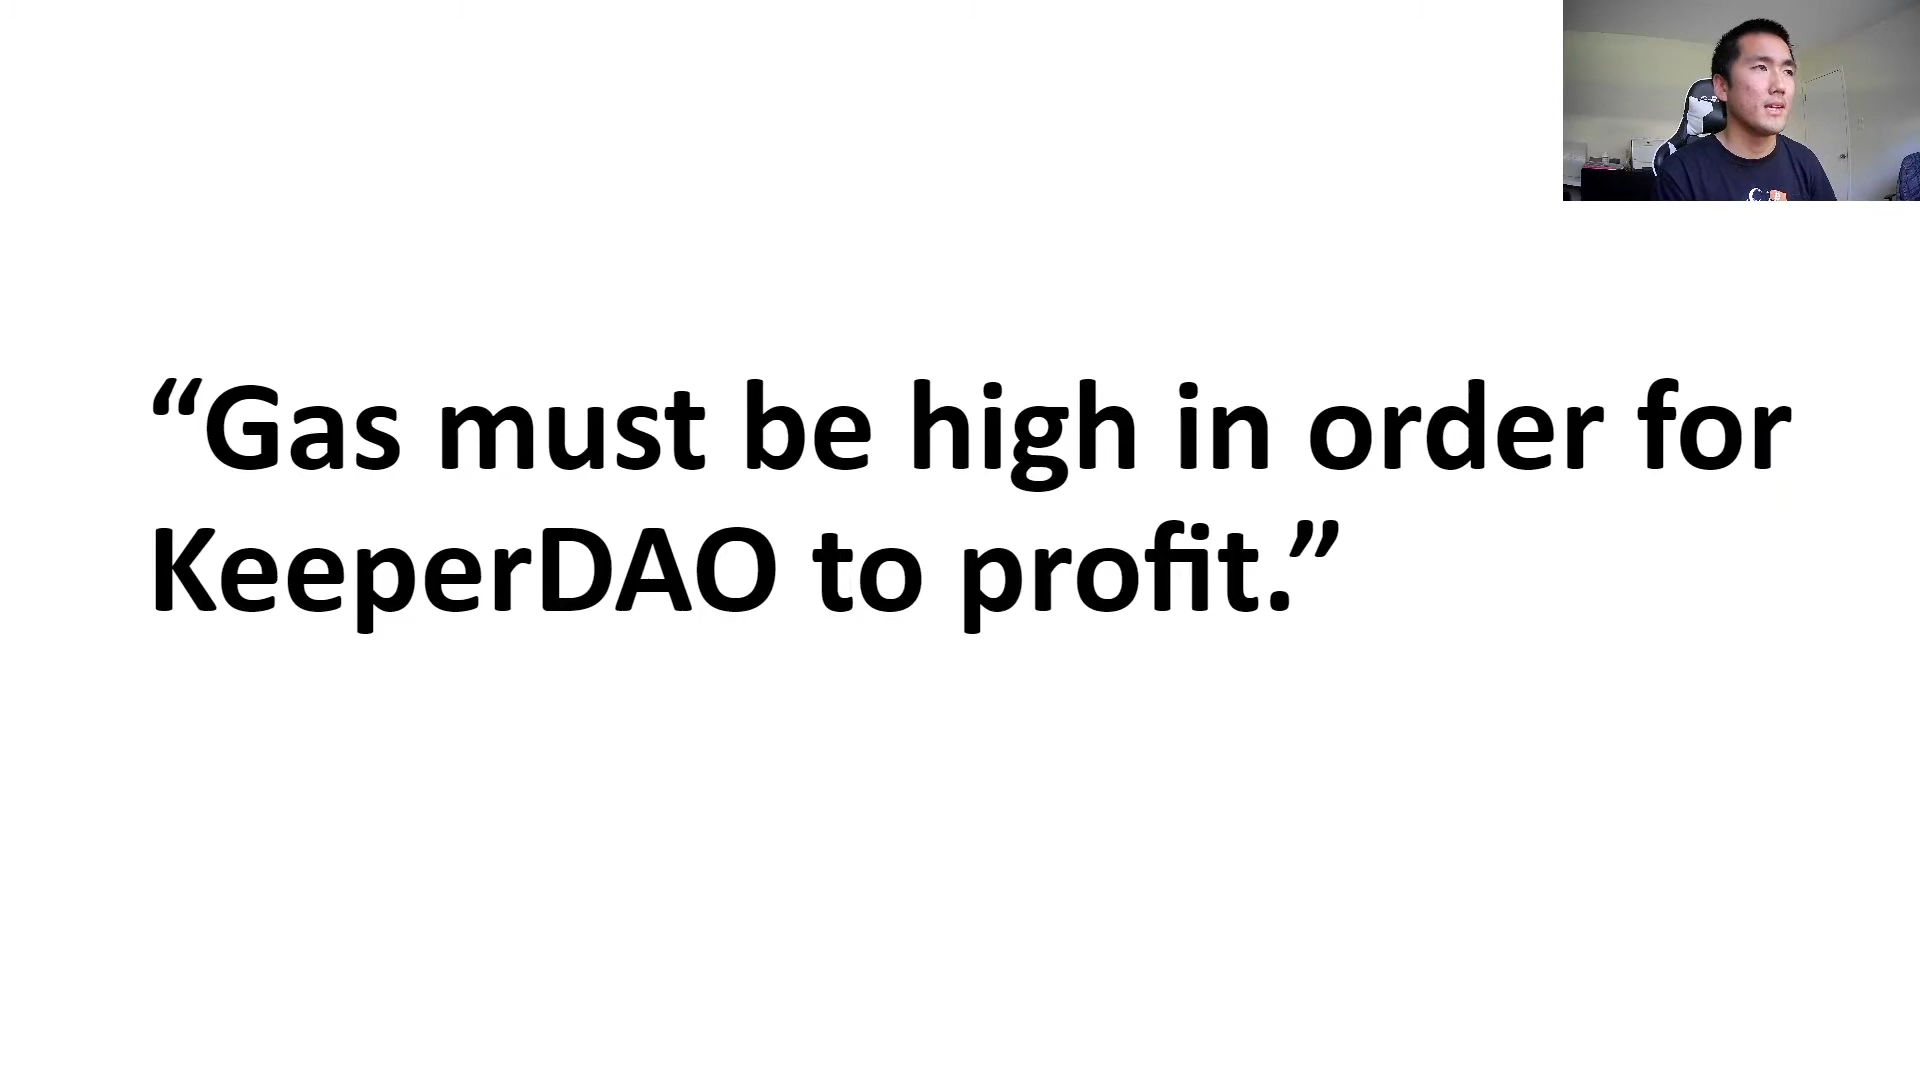 “Gas must be high in order for
KeeperDAO to profit.”